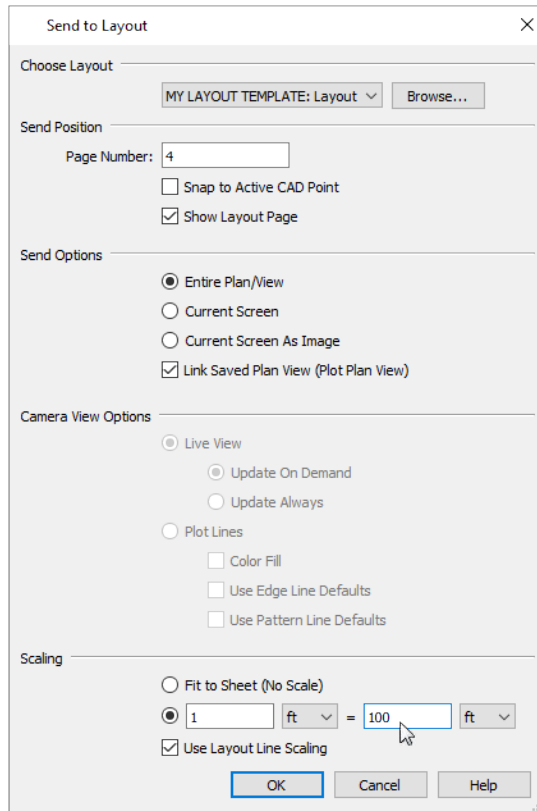 Send to Layout
Choose Layout
MY LAYOUT TEMPLATE: Layout Browse...
Send Position
Page Number: 4
Snap to Active CAD Point
Show Layout Page
Send Options
Entire Plan/View
Current Screen
Current Screen As Image
Link Saved Plan View (Plot Plan View)
Camera View Options
Live View
Update On Demand
Update Always
Plot Lines
Color Fill
Use Edge Line Defaults
Use Pattern Line Defaults
Scaling
Fit to Sheet (No Scale)
1 ft = 100 ft
Use Layout Line Scaling
OK Cancel Help